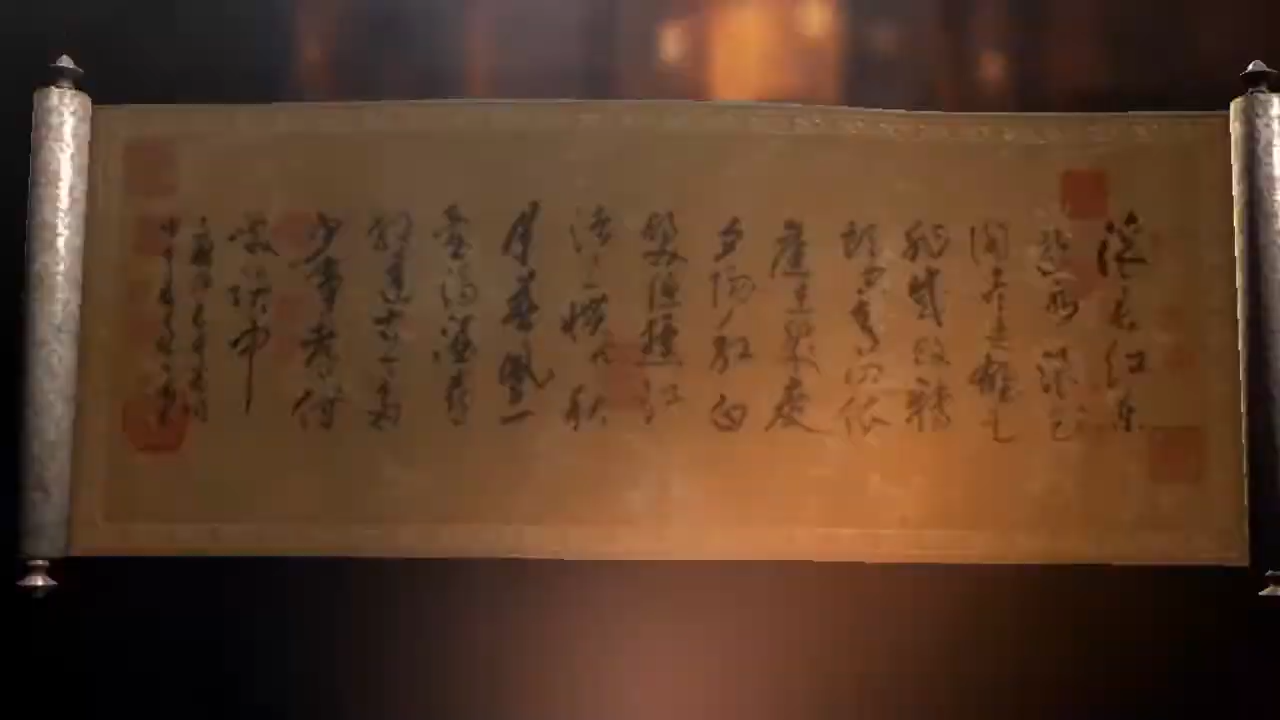 滚滚長江東
逝水浪花
淘盡英雄是
非成敗轉
頭空青山依
舊在幾度
夕陽紅白
髮漁樵江
渚上慣看秋
月春風一
壺濁酒喜
相逢古今多
少事都付
笑談中